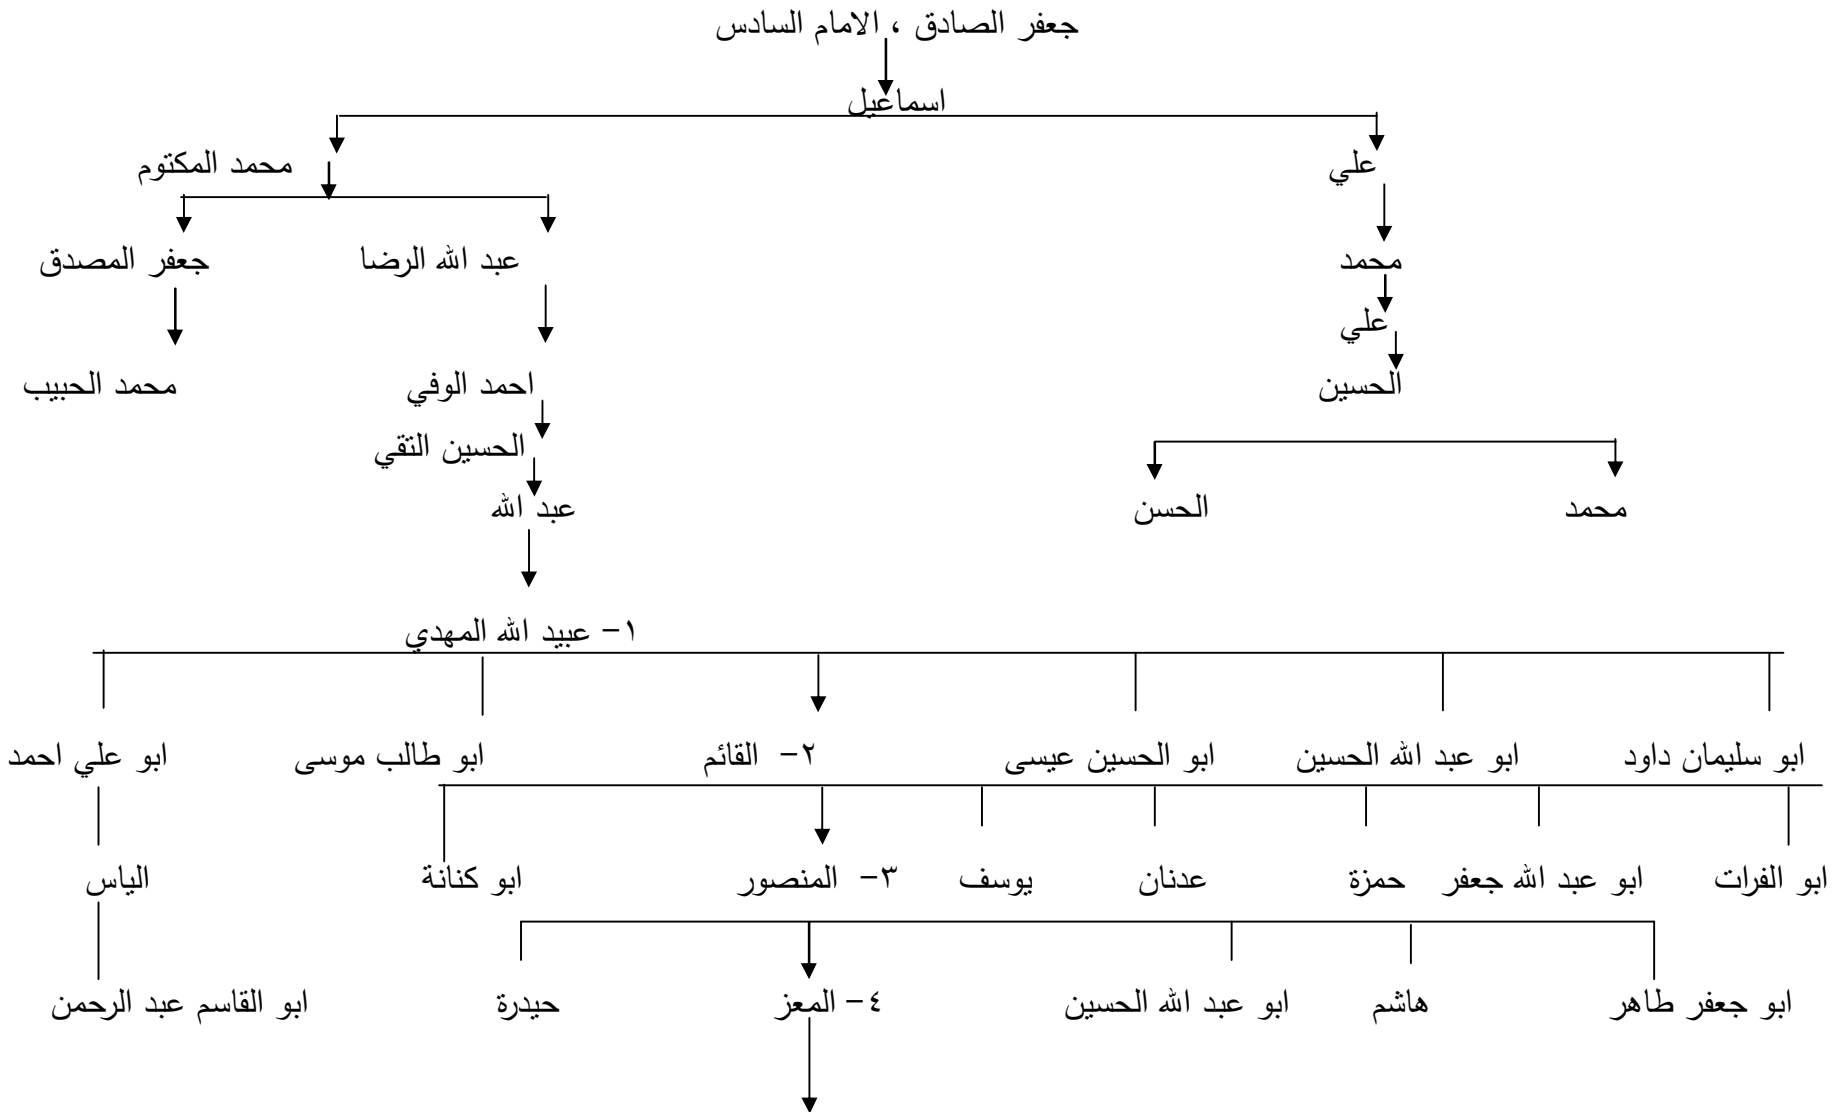 جعفر الصادق ، الامام السادس
اسماعيل
علي
محمد المكتوم
محمد
عبد الله الرضا
جعفر المصدق
علي
الحسين
احمد الوفي
محمد الحبيب
الحسين التقي
محمد
الحسن
عبد الله
١- عبيد الله المهدي
ابو سليمان داود
ابو عبد الله الحسين
ابو الحسين عيسى
٢- القائم
ابو طالب موسى
ابو علي احمد
ابو الفرات
ابو عبد الله جعفر
حمزة
عدنان
يوسف
٣- المنصور
ابو كنانة
الياس
ابو جعفر طاهر
هاشم
ابو عبد الله الحسين
٤- المعز
حيدرة
ابو القاسم عبد الرحمن